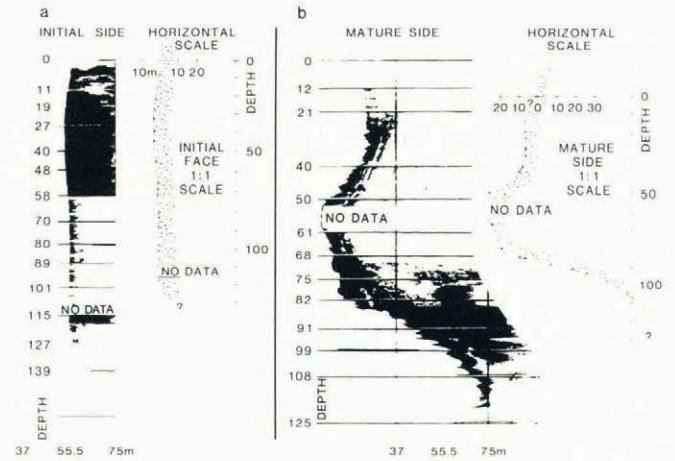 a
INITIAL SIDE
HORIZONTAL
SCALE
0
11
19
27
40
48
58
70
80
89
101
NO DATA
115
127
139
DEPTH
37 55.5 75m
10m 10 20
0
DEPTH
50
100
INITIAL
FACE
1:1
SCALE
NO DATA
?
b
MATURE SIDE
HORIZONTAL
SCALE
0
12
21
40
50
NO DATA
61
68
75
82
91
99
108
125
DEPTH
37 55.5 75m
20 10 ? 0 10 20 30
0
DEPTH
50
100
MATURE
SIDE
1:1
SCALE
NO DATA
?